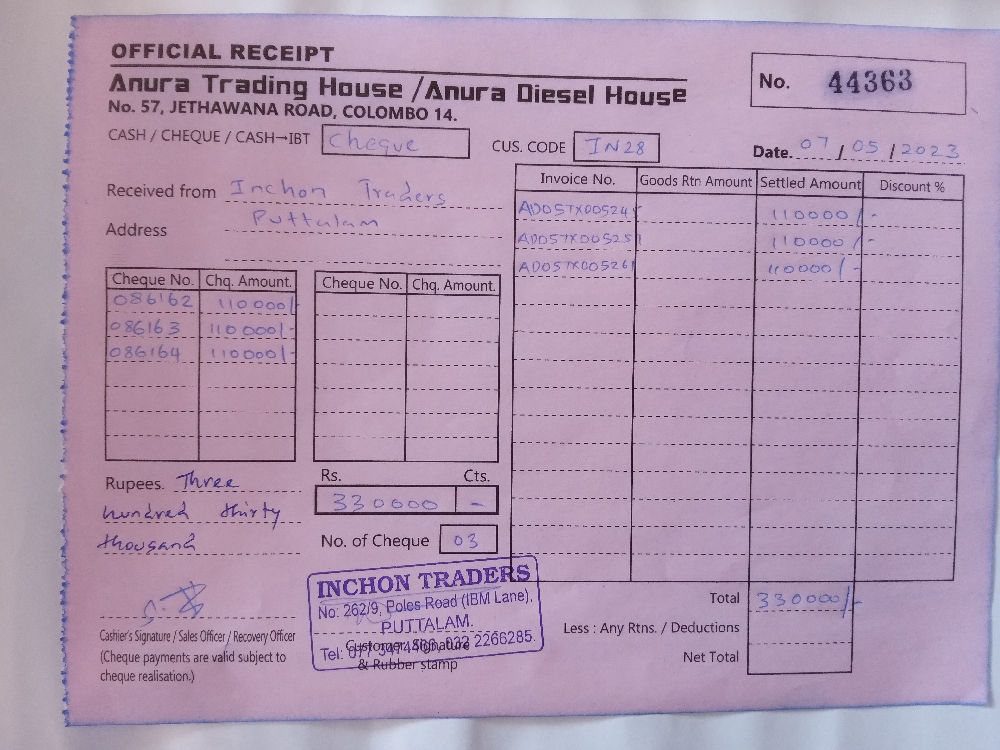 OFFICIAL RECEIPT
Anura Trading House / Anura Diesel House
No. 57, JETHAWANA ROAD, COLOMBO 14.
No. 44363
CASH / CHEQUE / CASH→IBT Cheque
CUS. CODE IN28
Date. 07 / 05 / 2023
Received from Inchon Traders
Address Puttalam
Invoice No. Goods Rtn Amount Settled Amount Discount %
AD05TX00524 110000/-
AD05TX00525 110000/-
AD05TX00526 110000/-
Cheque No. Chq. Amount. Cheque No. Chq. Amount.
086162 110000/-
086163 110000/-
086164 110000/-
Rupees. Three
hundred thirty
thousand
Rs. Cts.
330000 -
No. of Cheque 03
INCHON TRADERS
No: 262/9, Poles Road (IBM Lane),
PUTTALAM.
Tel: 032 2266285.
Customer Signature
& Rubber stamp
Cashier's Signature / Sales Officer / Recovery Officer
(Cheque payments are valid subject to
cheque realisation.)
Total 330000/-
Less : Any Rtns. / Deductions
Net Total